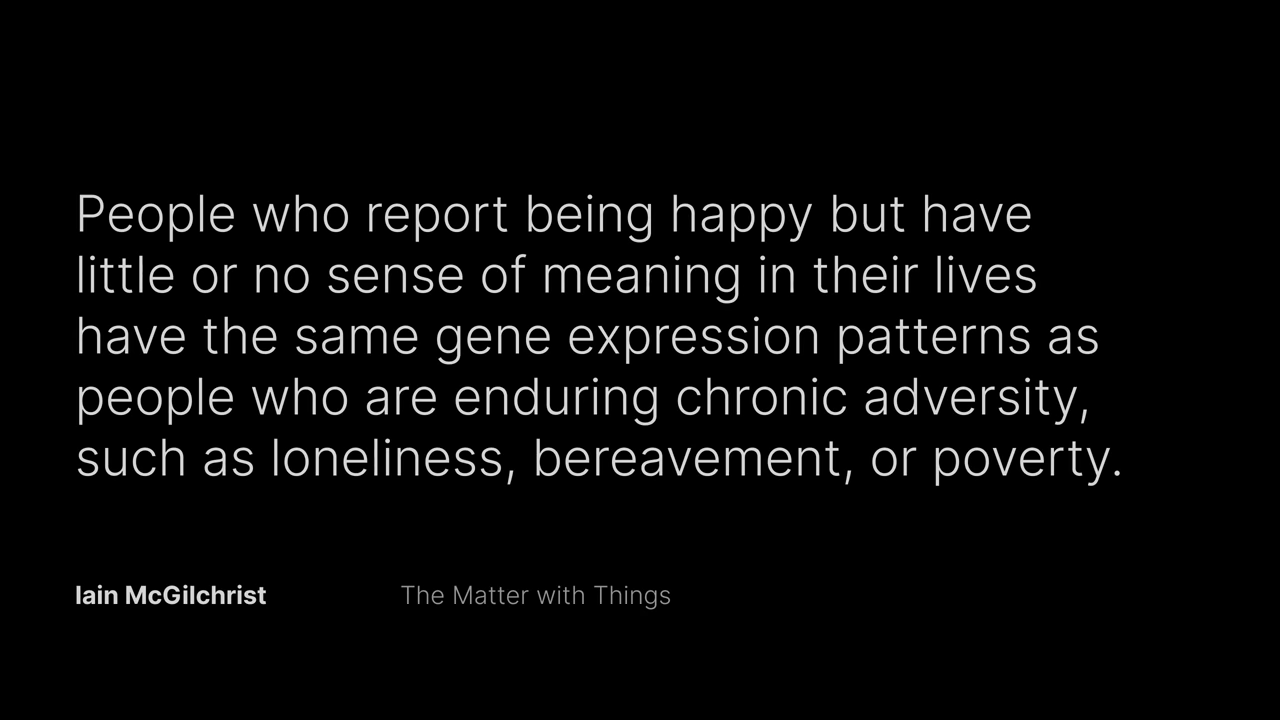 People who report being happy but have
little or no sense of meaning in their lives
have the same gene expression patterns as
people who are enduring chronic adversity,
such as loneliness, bereavement, or poverty.
Iain McGilchrist The Matter with Things